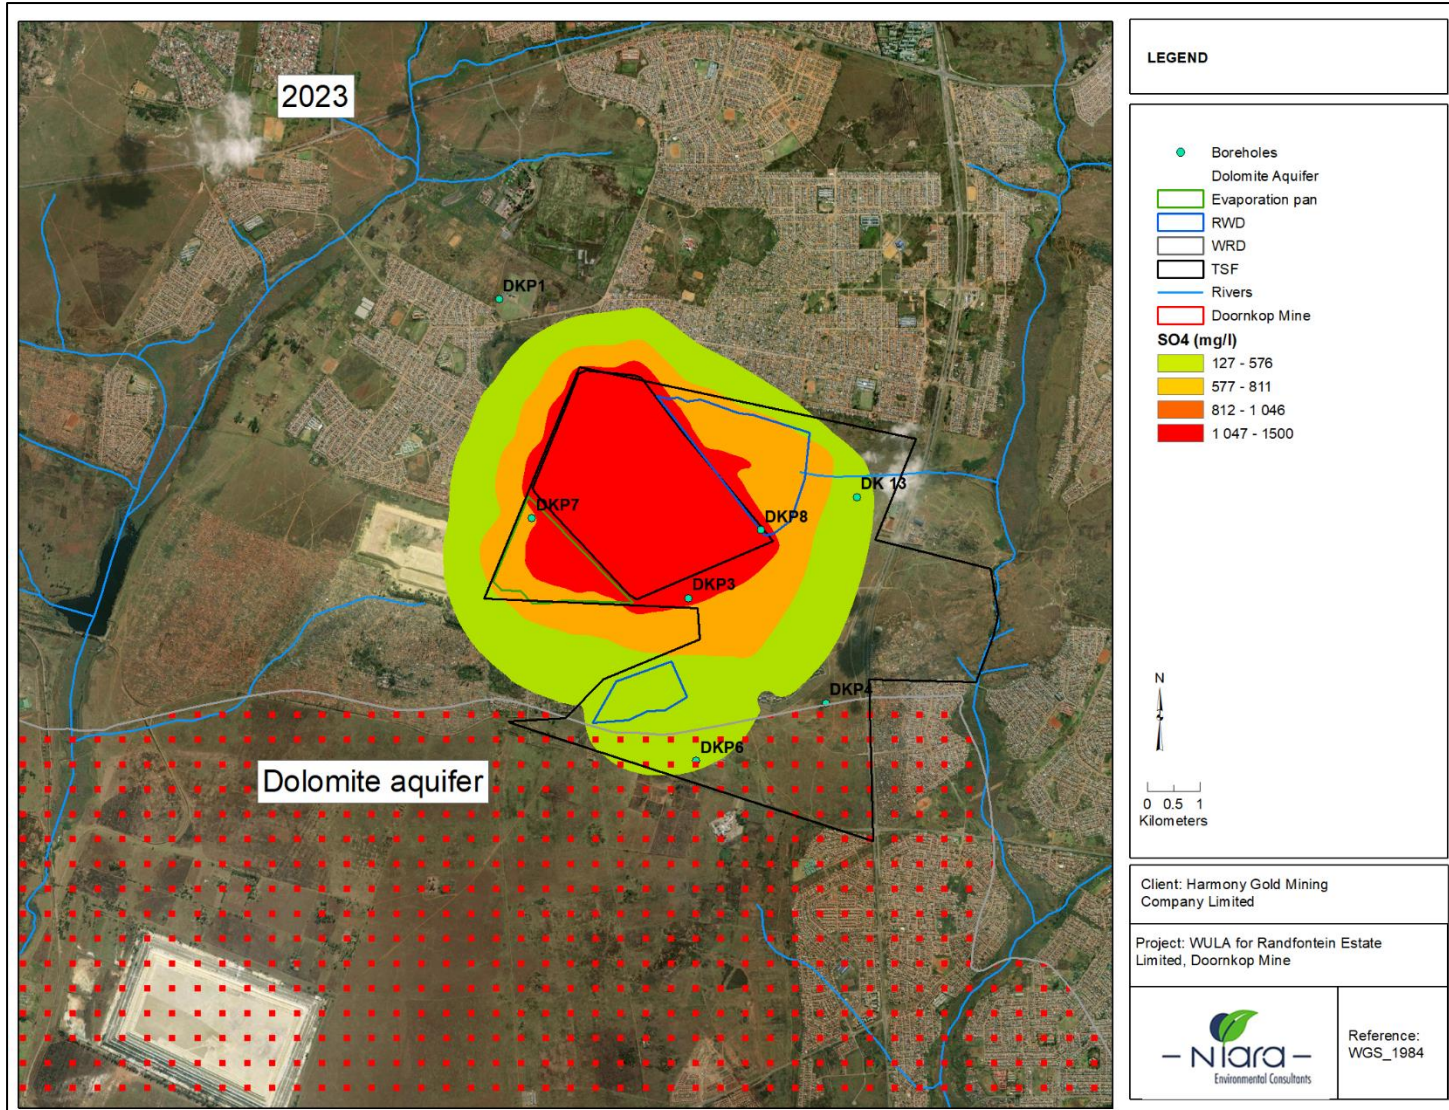 2023
DKP1
DK 13
DKP7
DKP8
DKP3
DKP4
DKP6
Dolomite aquifer
LEGEND
Boreholes
Dolomite Aquifer
Evaporation pan
RWD
WRD
TSF
Rivers
Doornkop Mine
SO4 (mg/l)
127 - 576
577 - 811
812 - 1 046
1 047 - 1500
N
0 0.5 1
Kilometers
Client: Harmony Gold Mining
Company Limited
Project: WULA for Randfontein Estate
Limited, Doornkop Mine
– NIara –
Environmental Consultants
Reference:
WGS_1984